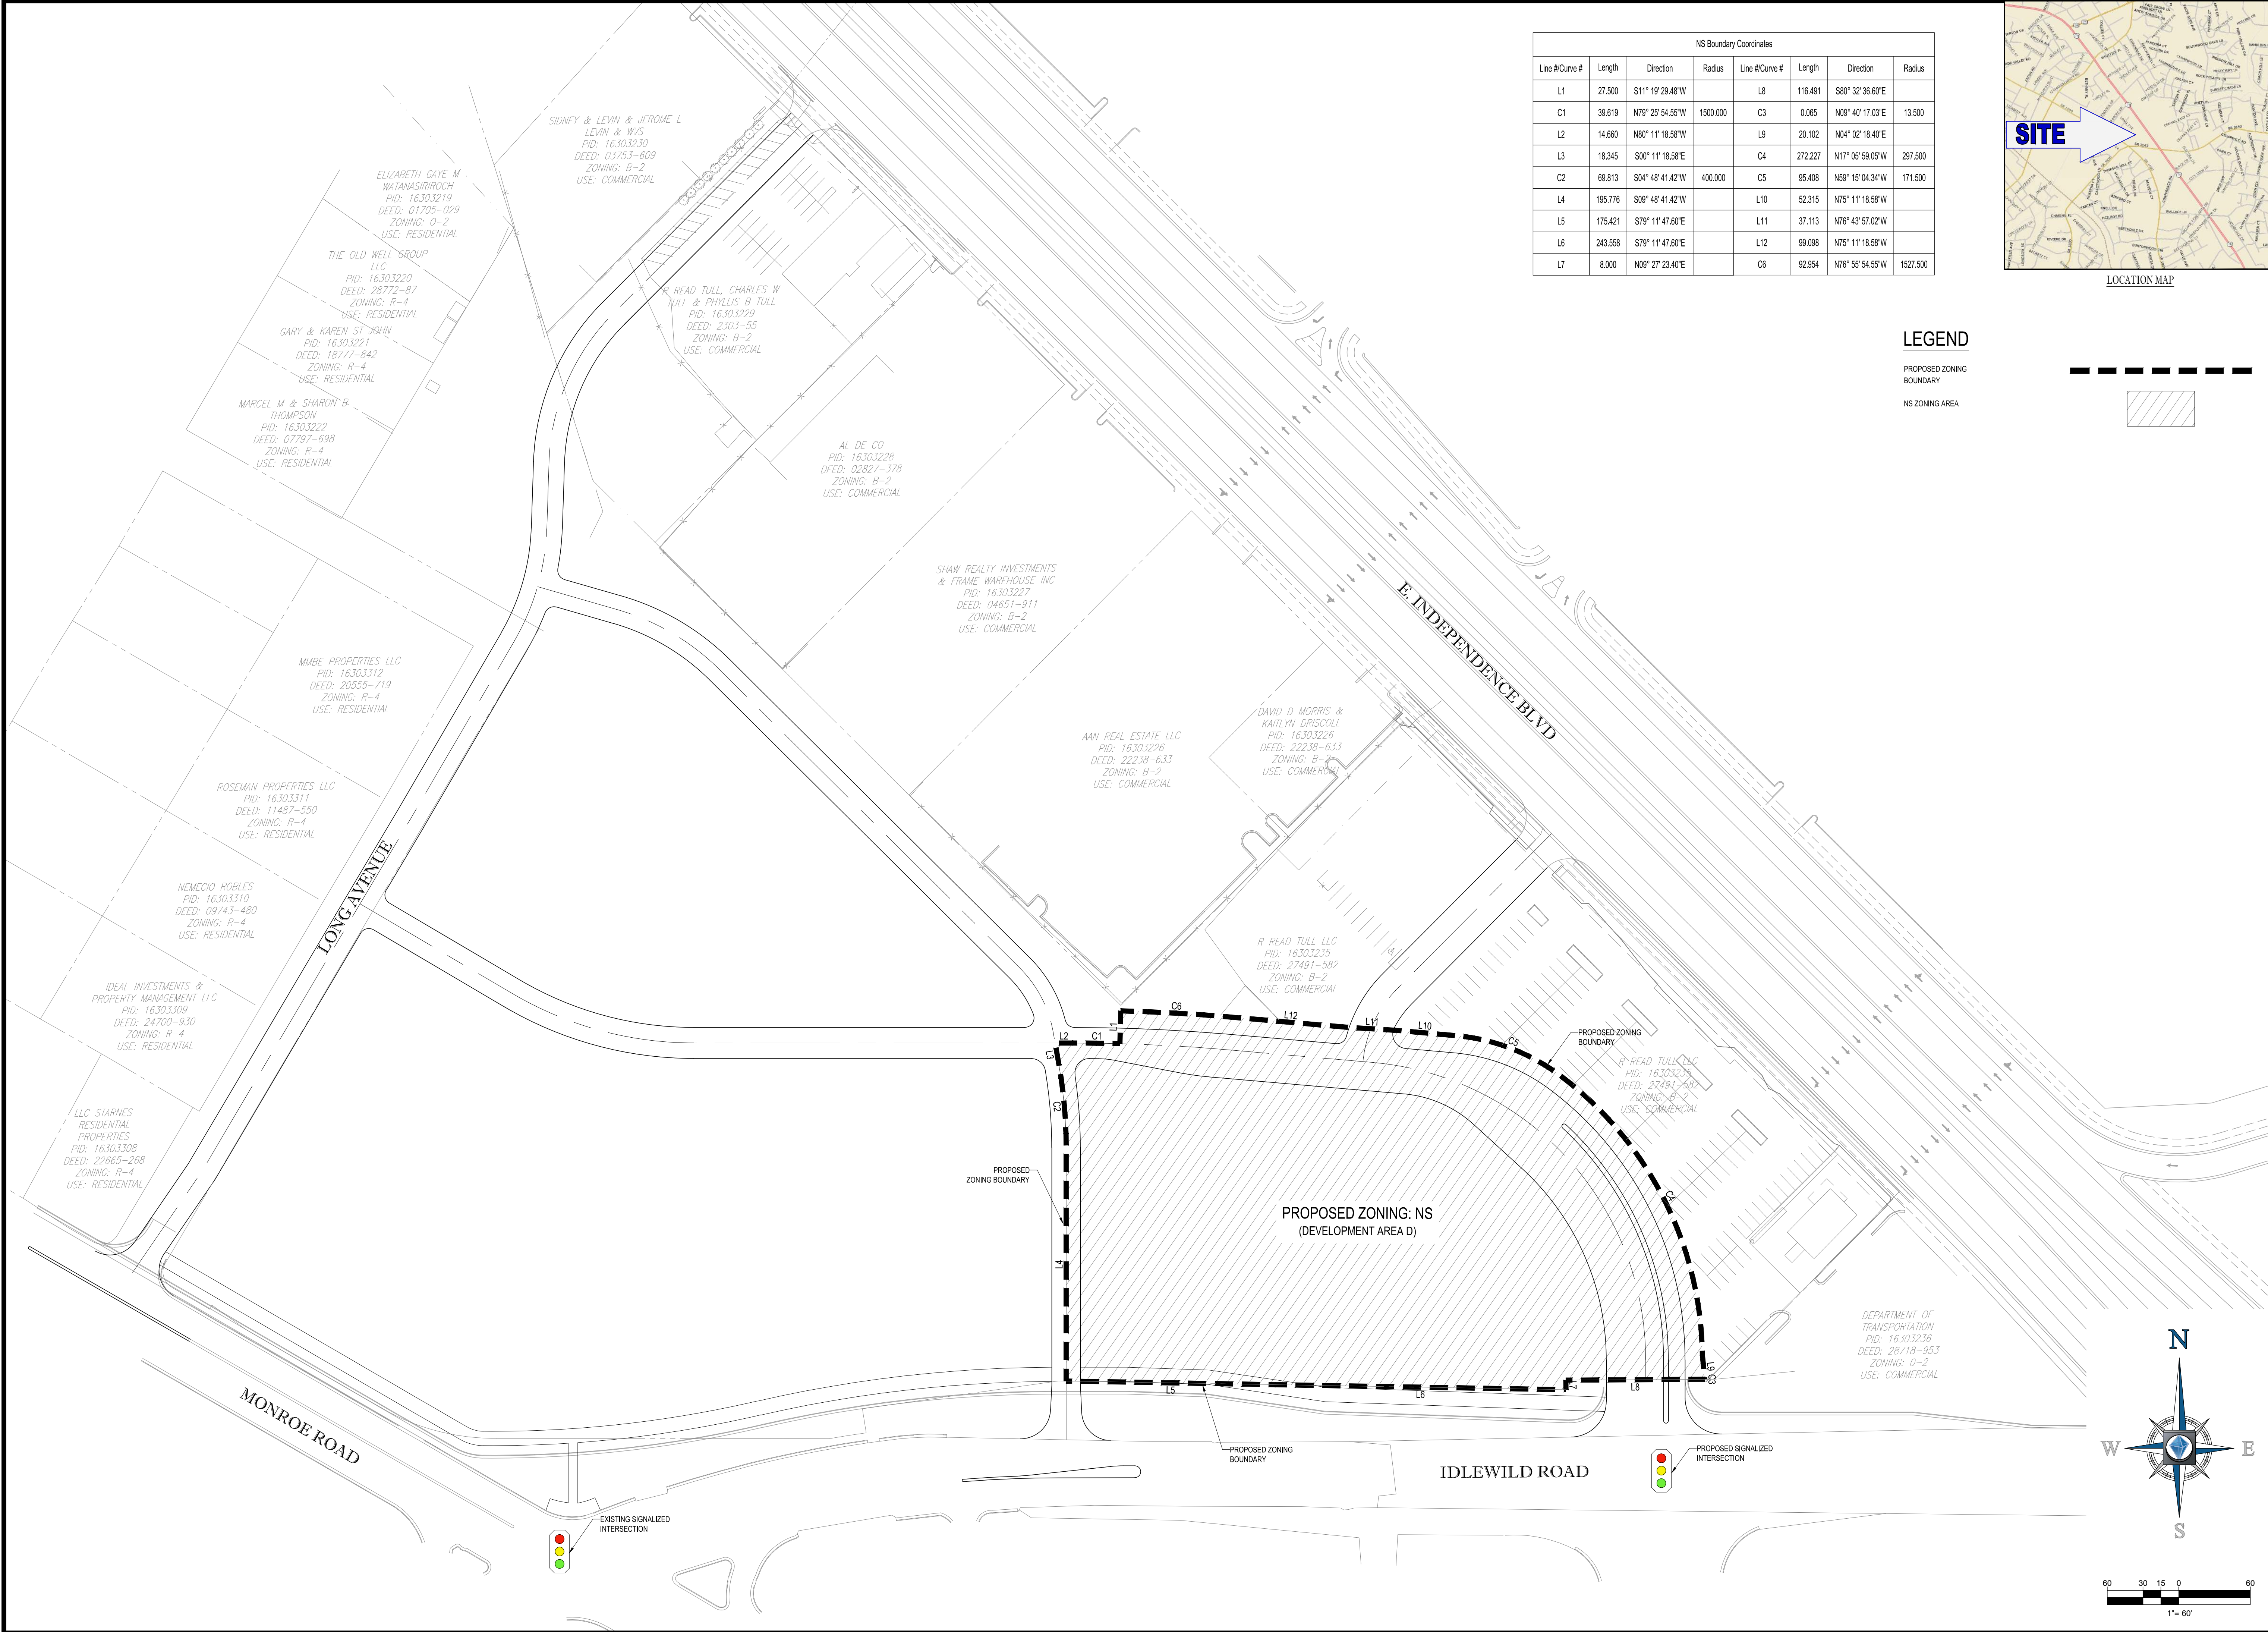 NS Boundary Coordinates
Line #/Curve # Length Direction Radius Line #/Curve # Length Direction Radius
L1 27.500 S11° 19' 29.48"W L8 116.491 S80° 32' 36.60"E
C1 39.619 N79° 25' 54.55"W 1500.000 C3 0.065 N09° 40' 17.03"E 13.500
L2 14.660 N80° 11' 18.58"W L9 20.102 N04° 02' 18.40"E
L3 18.345 S00° 11' 18.58"E C4 272.227 N17° 05' 59.05"W 297.500
C2 69.813 S04° 48' 41.42"W 400.000 C5 95.408 N59° 15' 04.34"W 171.500
L4 195.776 S09° 48' 41.42"W L10 52.315 N75° 11' 18.58"W
L5 175.421 S79° 11' 47.60"E L11 37.113 N76° 43' 57.02"W
L6 243.558 S79° 11' 47.60"E L12 99.098 N75° 11' 18.58"W
L7 8.000 N09° 27' 23.40"E C6 92.954 N76° 55' 54.55"W 1527.500
SITE
LOCATION MAP
LEGEND
PROPOSED ZONING
BOUNDARY
NS ZONING AREA
SIDNEY & LEVIN & JEROME L
LEVIN & WVS
PID: 16303230
DEED: 03753-609
ZONING: B-2
USE: COMMERCIAL
ELIZABETH GAYE M
WATANASIRIROCH
PID: 16303219
DEED: 01705-029
ZONING: O-2
USE: RESIDENTIAL
THE OLD WELL GROUP
LLC
PID: 16303220
DEED: 28772-87
ZONING: R-4
USE: RESIDENTIAL
GARY & KAREN ST JOHN
PID: 16303221
DEED: 18777-842
ZONING: R-4
USE: RESIDENTIAL
MARCEL M & SHARON B
THOMPSON
PID: 16303222
DEED: 07797-698
ZONING: R-4
USE: RESIDENTIAL
R READ TULL, CHARLES W
TULL & PHYLLIS B TULL
PID: 16303229
DEED: 2303-55
ZONING: B-2
USE: COMMERCIAL
AL DE CO
PID: 16303228
DEED: 02827-378
ZONING: B-2
USE: COMMERCIAL
SHAW REALTY INVESTMENTS
& FRAME WAREHOUSE INC
PID: 16303227
DEED: 04651-911
ZONING: B-2
USE: COMMERCIAL
E. INDEPENDENCE BLVD
MMBE PROPERTIES LLC
PID: 16303312
DEED: 20555-719
ZONING: R-4
USE: RESIDENTIAL
AAN REAL ESTATE LLC
PID: 16303226
DEED: 22238-633
ZONING: B-2
USE: COMMERCIAL
DAVID D MORRIS &
KAITLYN DRISCOLL
PID: 16303226
DEED: 22238-633
ZONING: B-2
USE: COMMERCIAL
ROSEMAN PROPERTIES LLC
PID: 16303311
DEED: 11487-550
ZONING: R-4
USE: RESIDENTIAL
LONG AVENUE
NEMECIO ROBLES
PID: 16303310
DEED: 09743-480
ZONING: R-4
USE: RESIDENTIAL
R READ TULL LLC
PID: 16303235
DEED: 27491-582
ZONING: B-2
USE: COMMERCIAL
IDEAL INVESTMENTS &
PROPERTY MANAGEMENT LLC
PID: 16303309
DEED: 24700-930
ZONING: R-4
USE: RESIDENTIAL
LLC STARNES
RESIDENTIAL
PROPERTIES
PID: 16303308
DEED: 22665-268
ZONING: R-4
USE: RESIDENTIAL
C6
L12
L11
L10
C5
L1
L2
C1
L3
C2
PROPOSED ZONING
BOUNDARY
R READ TULL LLC
PID: 16303235
DEED: 27491-582
ZONING: B-2
USE: COMMERCIAL
PROPOSED
ZONING BOUNDARY
C4
PROPOSED ZONING: NS
(DEVELOPMENT AREA D)
L4
DEPARTMENT OF
TRANSPORTATION
PID: 16303236
DEED: 28718-953
ZONING: O-2
USE: COMMERCIAL
L9
C3
L5
L6
L7
L8
MONROE ROAD
PROPOSED ZONING
BOUNDARY
IDLEWILD ROAD
PROPOSED SIGNALIZED
INTERSECTION
EXISTING SIGNALIZED
INTERSECTION
N
W
E
S
60 30 15 0 60
1"= 60'